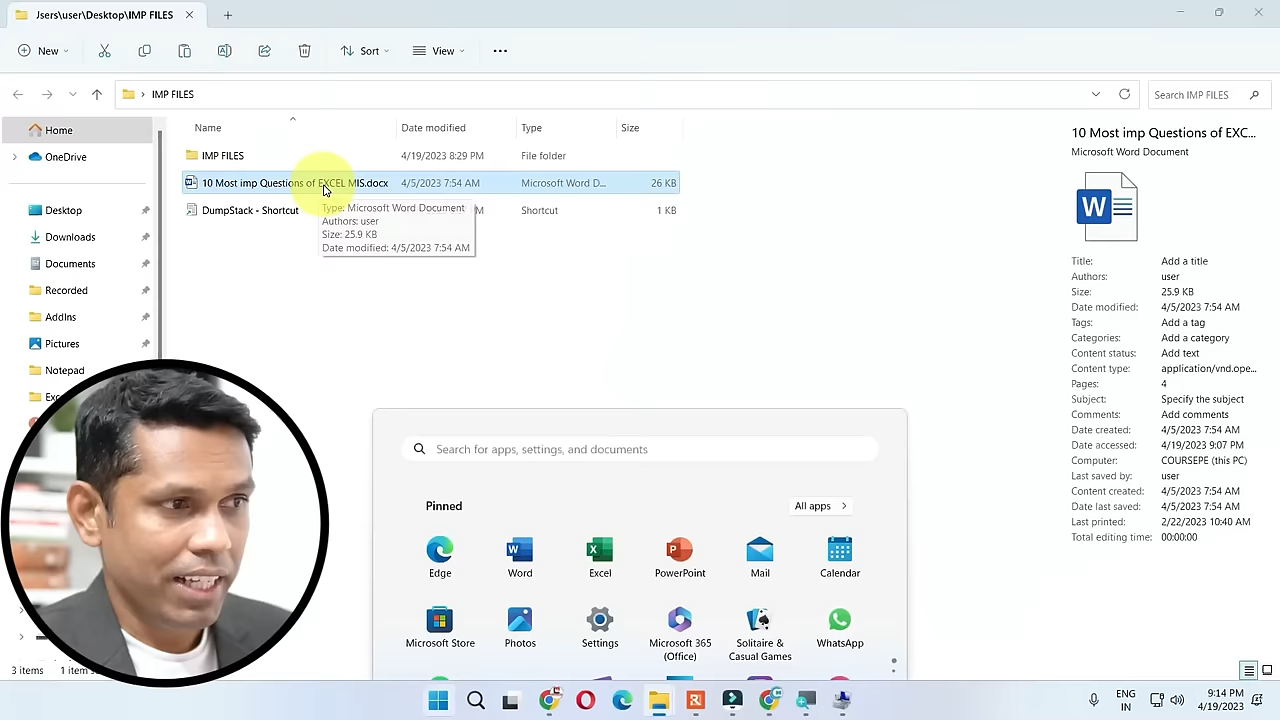 Jsers\user\Desktop\IMP FILES
New
Sort
View
IMP FILES
Search IMP FILES
Home
OneDrive
Desktop
Downloads
Documents
Recorded
AddIns
Pictures
Notepad
Name Date modified Type Size
IMP FILES 4/19/2023 8:29 PM File folder
10 Most imp Questions of EXCEL MIS.docx 4/5/2023 7:54 AM Microsoft Word D... 26 KB
DumpStack - Shortcut Shortcut 1 KB
Type: Microsoft Word Document
Authors: user
Size: 25.9 KB
Date modified: 4/5/2023 7:54 AM
10 Most imp Questions of EXC...
Microsoft Word Document
W
Title: Add a title
Authors: user
Size: 25.9 KB
Date modified: 4/5/2023 7:54 AM
Tags: Add a tag
Categories: Add a category
Content status: Add text
Content type: application/vnd.ope...
Pages: 4
Subject: Specify the subject
Comments: Add comments
Date created: 4/5/2023 7:54 AM
Date accessed: 4/19/2023 9:07 PM
Computer: COURSEPE (this PC)
Last saved by: user
Content created: 4/5/2023 7:54 AM
Date last saved: 4/5/2023 7:54 AM
Last printed: 2/22/2023 10:40 AM
Total editing time: 00:00:00
Search for apps, settings, and documents
Pinned
All apps
Edge Word Excel PowerPoint Mail Calendar
Microsoft Store Photos Settings Microsoft 365 (Office) Solitaire & Casual Games WhatsApp
3 items
ENG
IN
9:14 PM
4/19/2023